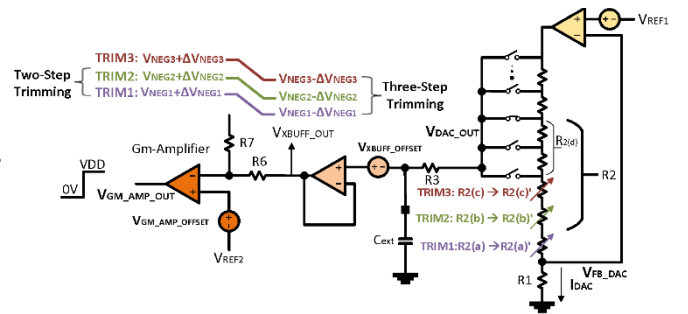 VREF1
TRIM3: VNEG3+ΔVNEG3
Two-Step
Trimming
TRIM2: VNEG2+ΔVNEG2
TRIM1: VNEG1+ΔVNEG1
VNEG3-ΔVNEG3
VNEG2-ΔVNEG2
VNEG1-ΔVNEG1
Three-Step
Trimming
VDAC_OUT
R2(d)
R2
Gm-Amplifier
R7
VXBUFF_OUT
VXBUFF_OFFSET
R6
R3
VDD
0V
VGM_AMP_OUT
VGM_AMP_OFFSET
VREF2
Cext
TRIM3: R2(c) → R2(c)'
TRIM2: R2(b) → R2(b)'
TRIM1:R2(a) →R2(a)'
VFB_DAC
R1
IDAC